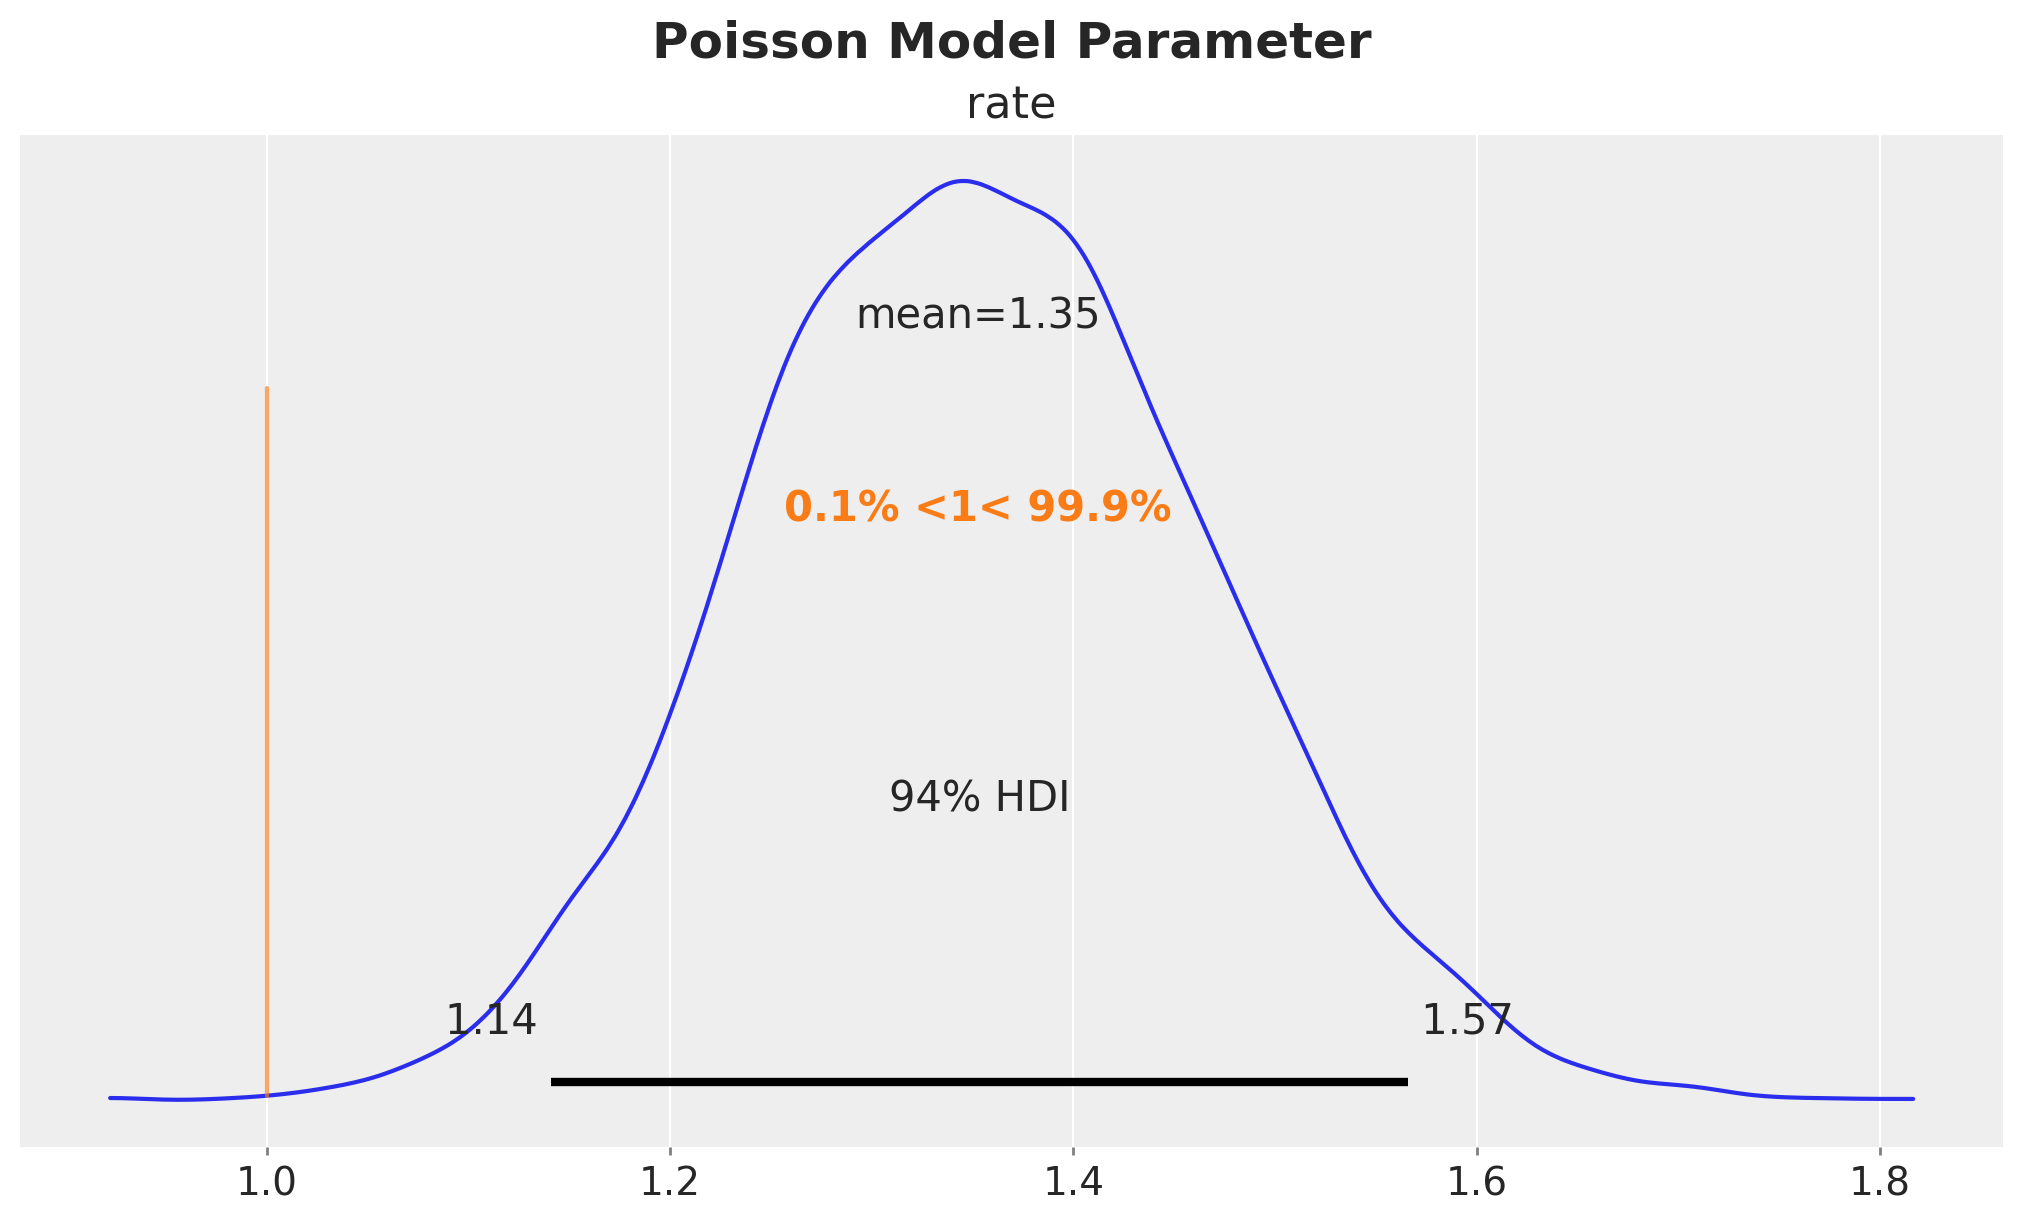 Poisson Model Parameter
rate
mean=1.35
0.1% <1< 99.9%
94% HDI
1.14 1.57
1.0 1.2 1.4 1.6 1.8